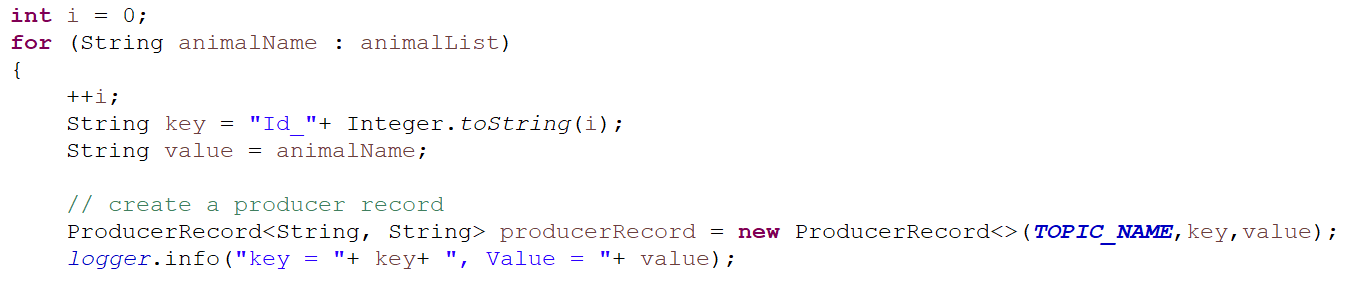 int i = 0;
for (String animalName : animalList)
{
    ++i;
    String key = "Id_"+ Integer.toString(i);
    String value = animalName;

    // create a producer record
    ProducerRecord<String, String> producerRecord = new ProducerRecord<>(TOPIC_NAME,key,value);
    logger.info("key = "+ key+ ", Value = "+ value);